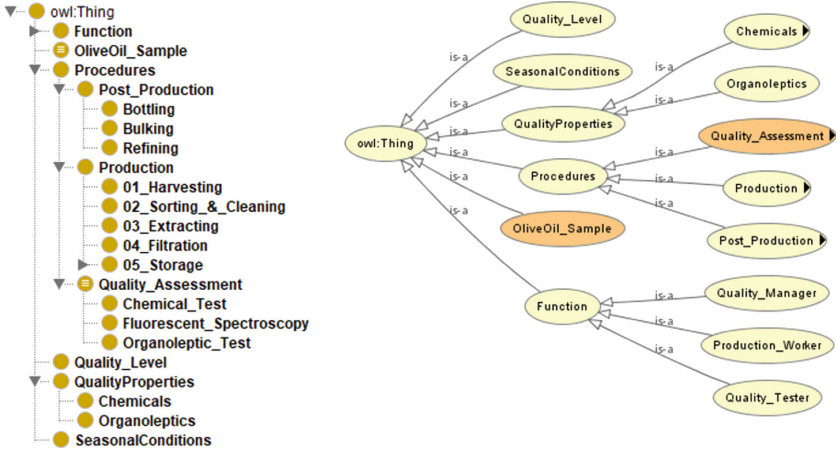 owl:Thing
Function
OliveOil_Sample
Procedures
Post_Production
Bottling
Bulking
Refining
Production
01_Harvesting
02_Sorting_&_Cleaning
03_Extracting
04_Filtration
05_Storage
Quality_Assessment
Chemical_Test
Fluorescent_Spectroscopy
Organoleptic_Test
Quality_Level
QualityProperties
Chemicals
Organoleptics
SeasonalConditions
Quality_Level
Chemicals
is-a
is-a
SeasonalConditions
is-a
Organoleptics
is-a
is-a
QualityProperties
is-a
Quality_Assessment
owl:Thing
is-a
is-a
Procedures
is-a
Production
is-a
is-a
OliveOil_Sample
is-a
Post_Production
Function
is-a
Quality_Manager
is-a
Production_Worker
is-a
Quality_Tester